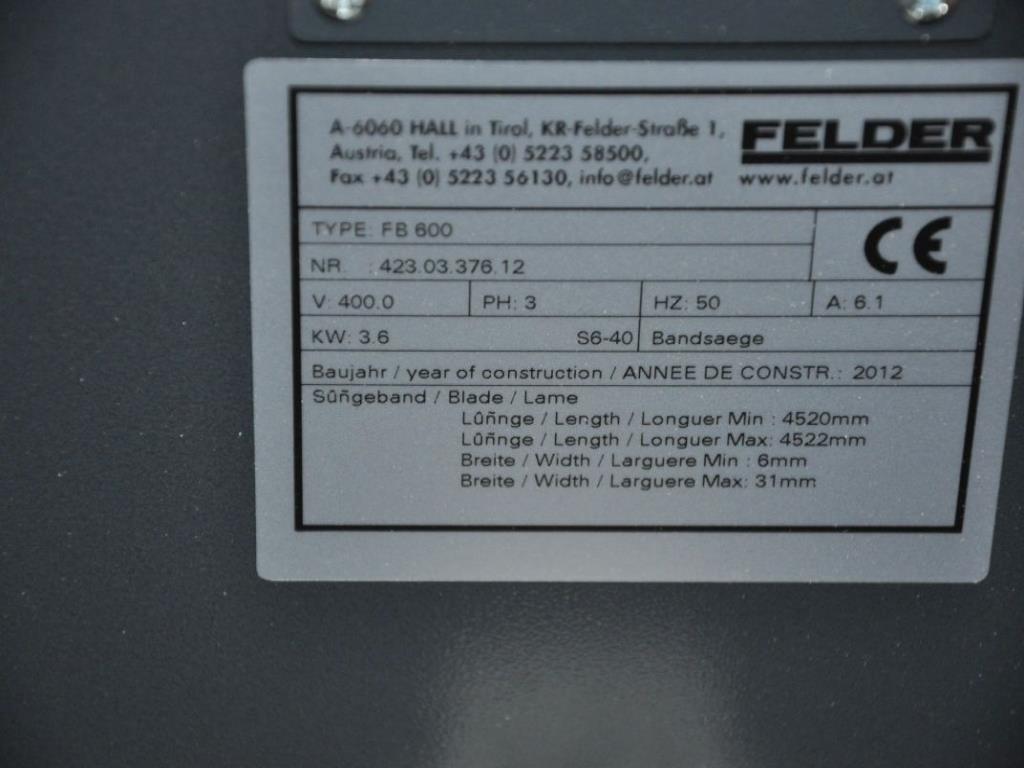 A-6060 HALL in Tirol, KR-Felder-Straße 1,
Austria, Tel. +43 (0) 5223 58500,
Fax +43 (0) 5223 56130, info@felder.at
FELDER
www.felder.at
TYPE: FB 600
NR. : 423.03.376.12
CE
V: 400.0 PH: 3 HZ: 50 A: 6.1
KW: 3.6 S6-40 Bandsaege
Baujahr / year of construction / ANNEE DE CONSTR.: 2012
Sûñgeband / Blade / Lame
Lûñnge / Length / Longuer Min : 4520mm
Lûñnge / Length / Longuer Max: 4522mm
Breite / Width / Larguere Min : 6mm
Breite / Width / Larguere Max: 31mm